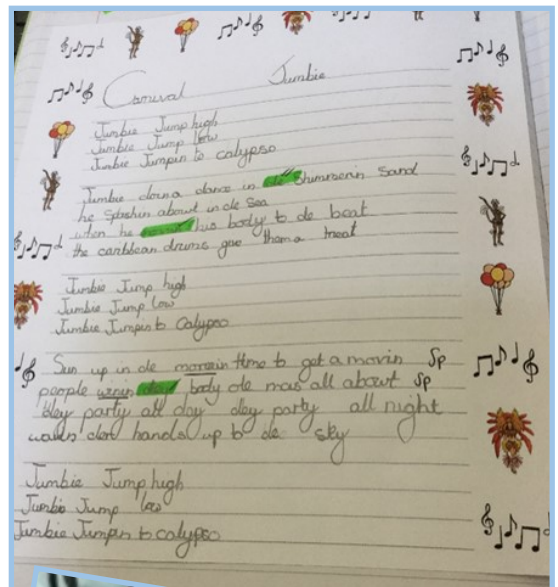 Carnival Jumbie
Jumbie Jump high
Jumbie Jump low
Jumbie Jumpin to calypso
Jumbie doin a dance in de Shimmerin Sand
he splashin about in de sea
when he his body to de beat
the caribbean drums give them a treat
Jumbie Jump high
Jumbie Jump low
Jumbie Jumpin to Calypso
Sun up in de mornin time to get a movin Sp
people winin body de mas all about Sp
dey party all day dey party all night
wavin hands up to de sky
Jumbie Jump high
Jumbie Jump low
Jumbie Jumpin to calypso